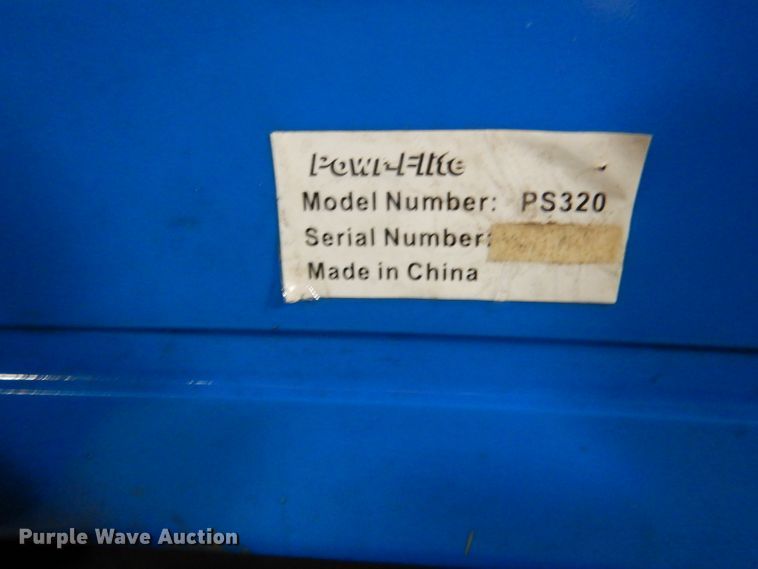 Powr-Flite
Model Number: PS320
Serial Number:
Made in China
Purple Wave Auction